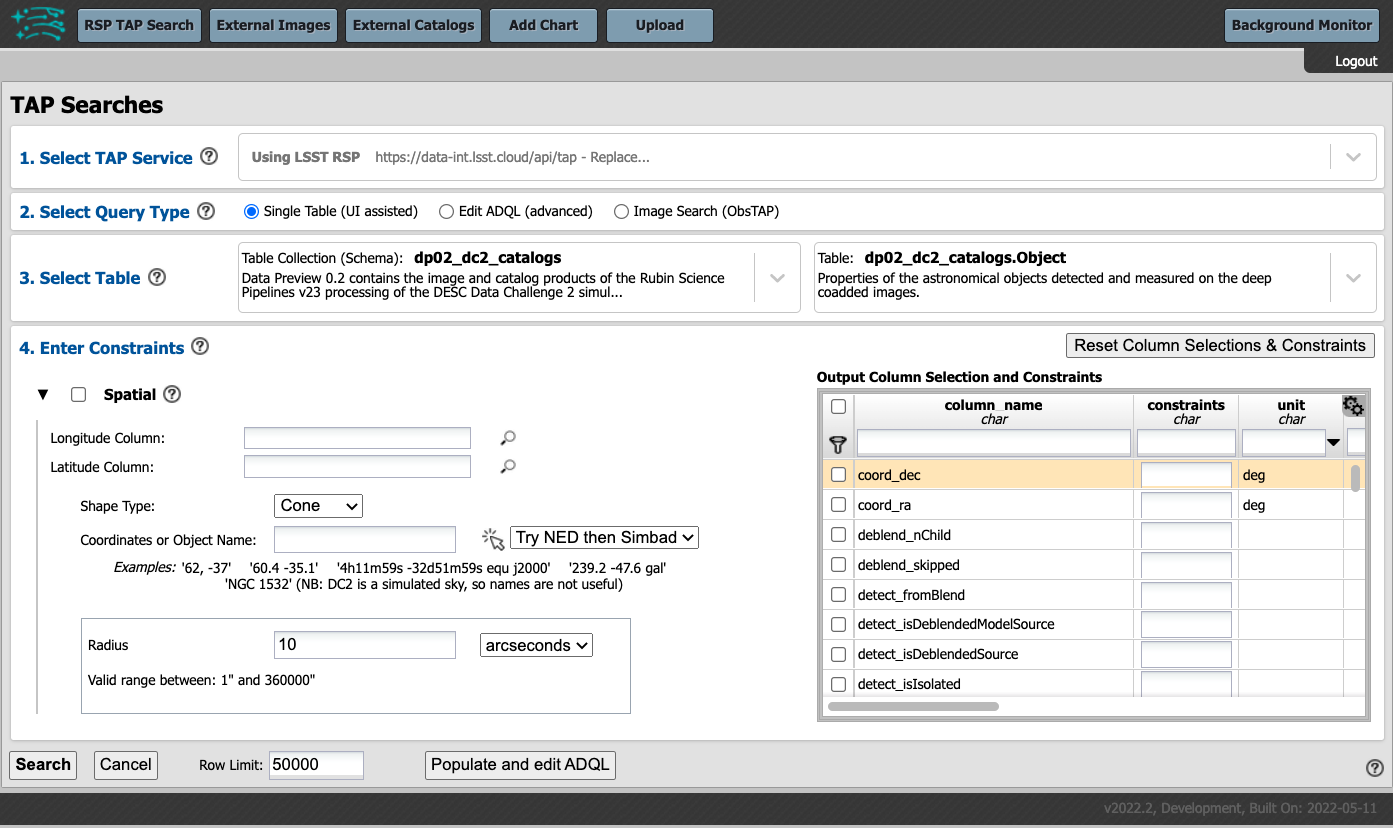 RSP TAP Search
External Images
External Catalogs
Add Chart
Upload
Background Monitor
Logout
TAP Searches
1. Select TAP Service
Using LSST RSP https://data-int.lsst.cloud/api/tap - Replace...
2. Select Query Type
Single Table (UI assisted)
Edit ADQL (advanced)
Image Search (ObsTAP)
3. Select Table
Table Collection (Schema): dp02_dc2_catalogs
Data Preview 0.2 contains the image and catalog products of the Rubin Science
Pipelines v23 processing of the DESC Data Challenge 2 simul...
Table: dp02_dc2_catalogs.Object
Properties of the astronomical objects detected and measured on the deep
coadded images.
4. Enter Constraints
Reset Column Selections & Constraints
Spatial
Longitude Column:
Latitude Column:
Shape Type: Cone
Coordinates or Object Name: Try NED then Simbad
Examples: '62, -37' '60.4 -35.1' '4h11m59s -32d51m59s equ j2000' '239.2 -47.6 gal'
'NGC 1532' (NB: DC2 is a simulated sky, so names are not useful)
Radius 10 arcseconds
Valid range between: 1" and 360000"
Output Column Selection and Constraints
column_name constraints unit
char char char
coord_dec deg
coord_ra deg
deblend_nChild
deblend_skipped
detect_fromBlend
detect_isDeblendedModelSource
detect_isDeblendedSource
detect_isIsolated
Search
Cancel
Row Limit: 50000
Populate and edit ADQL
v2022.2, Development, Built On: 2022-05-11